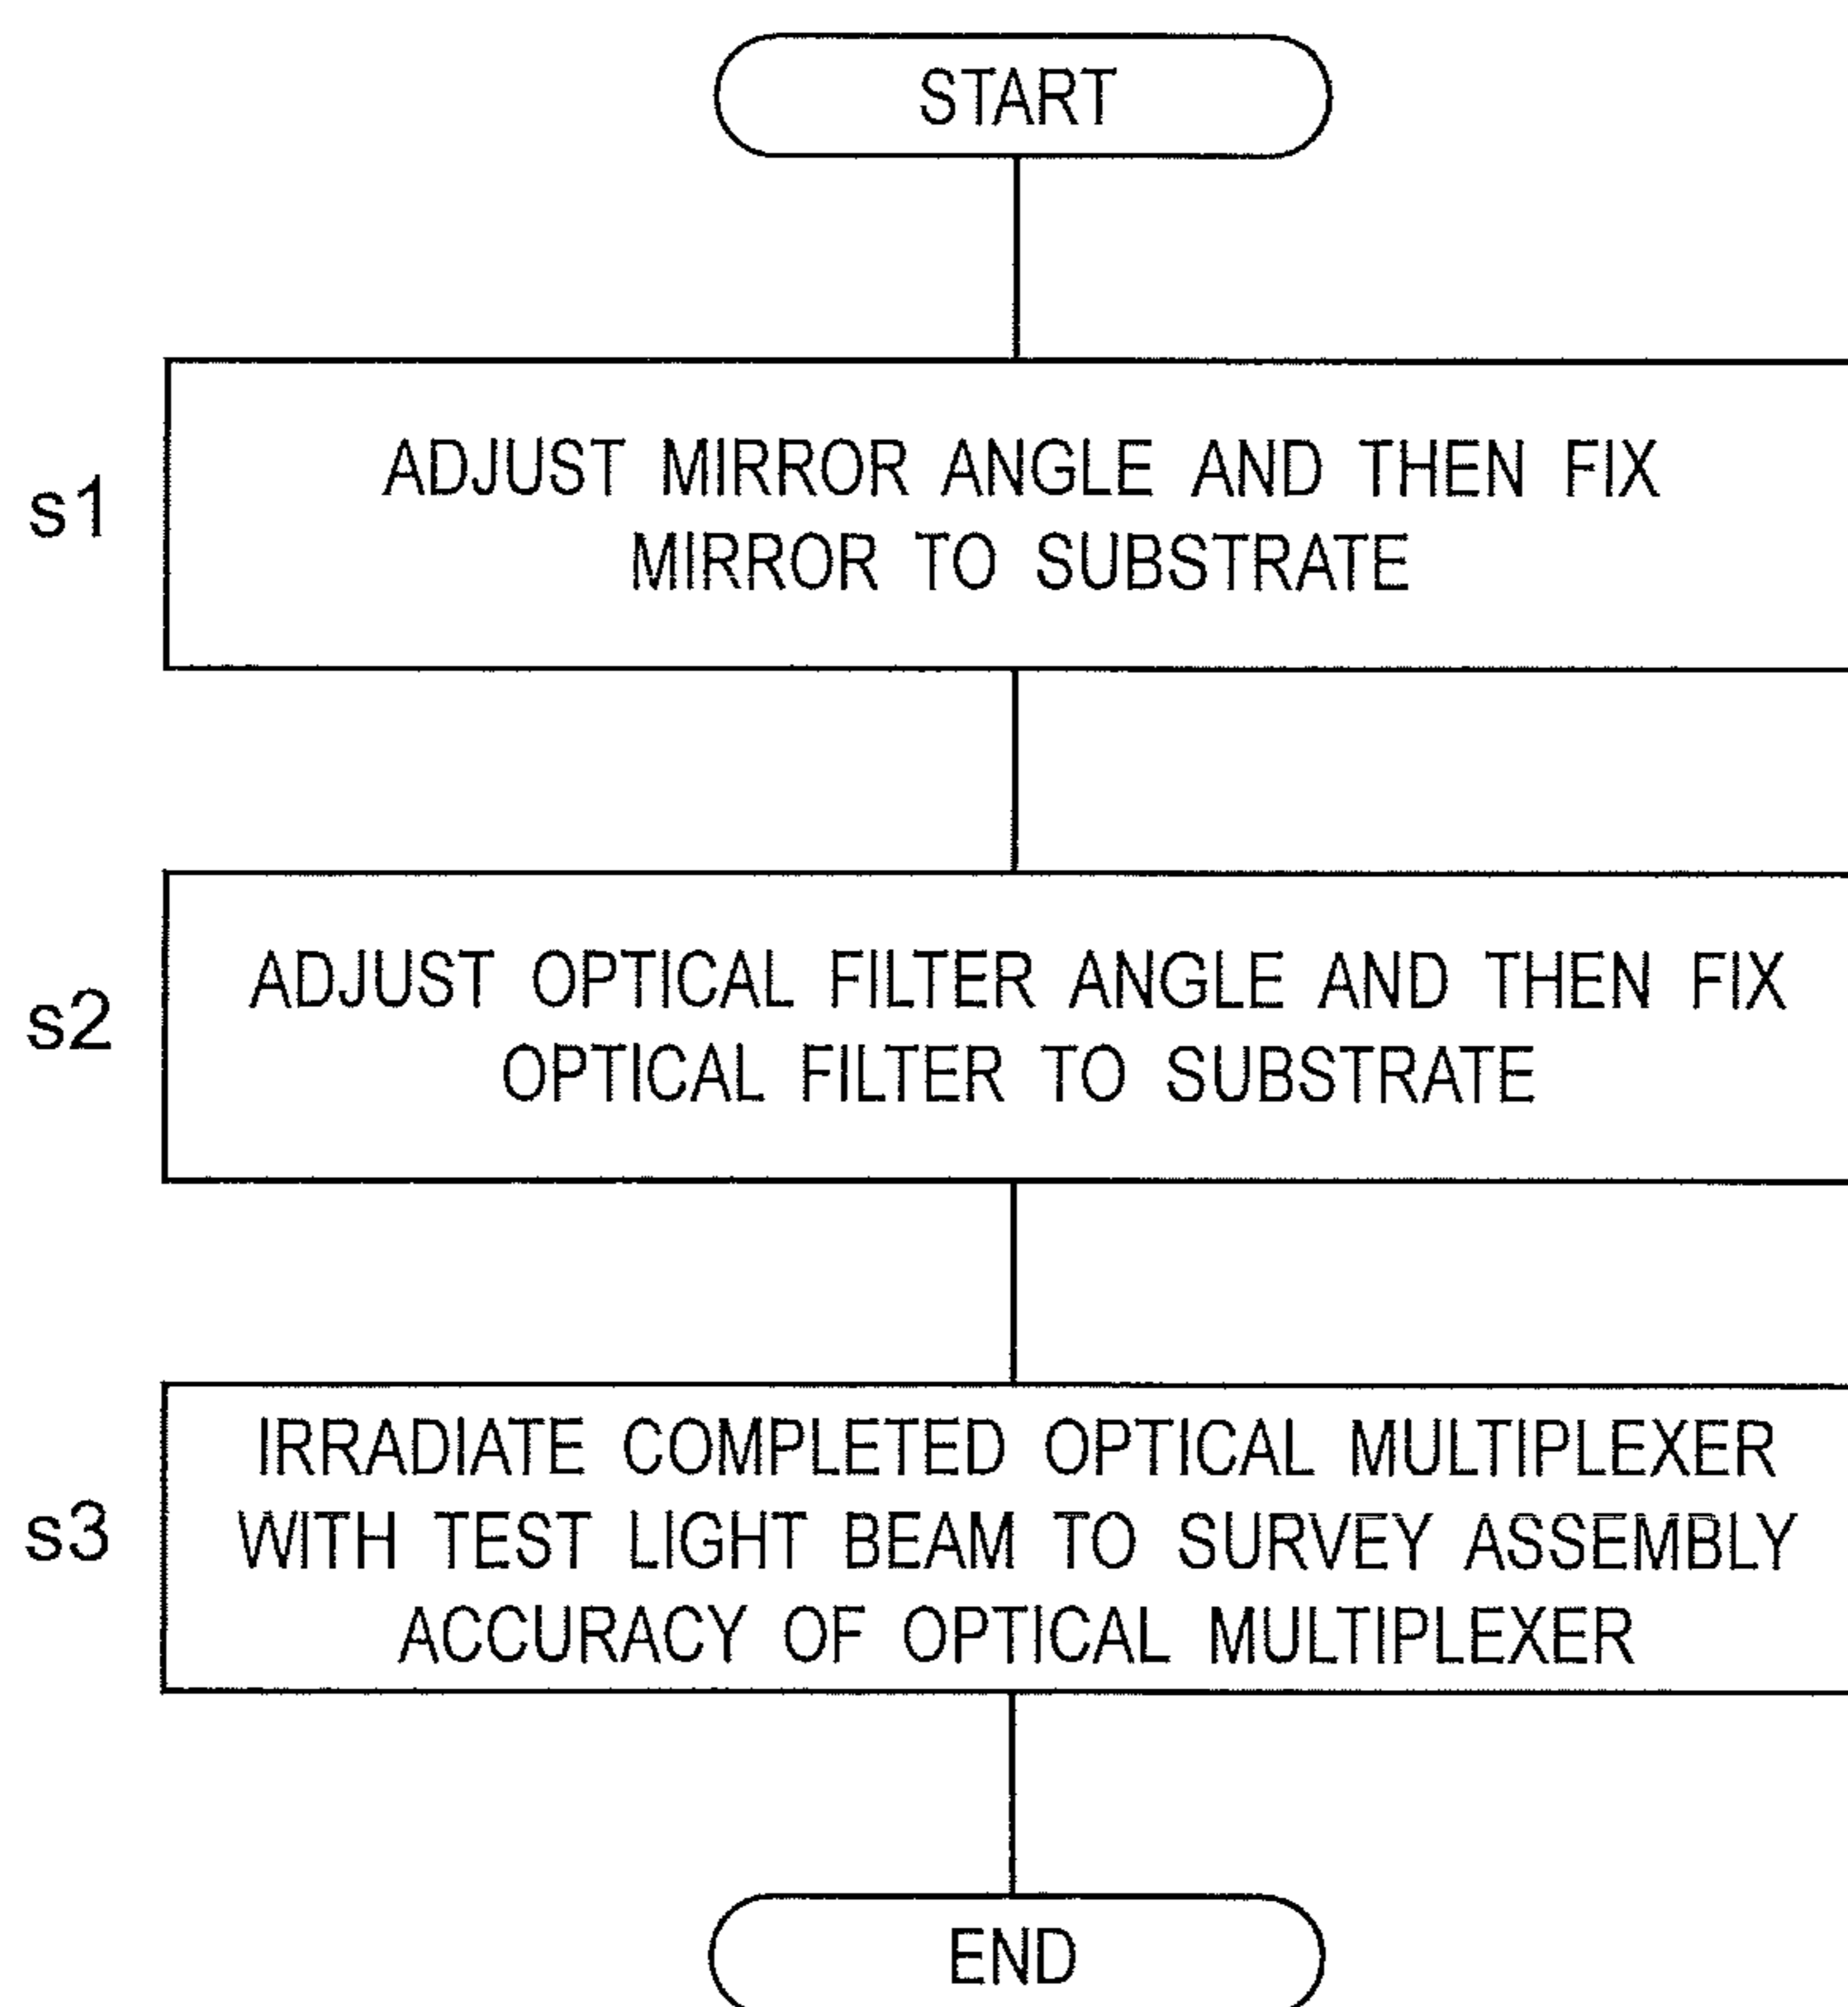 START
s1
ADJUST MIRROR ANGLE AND THEN FIX
MIRROR TO SUBSTRATE
s2
ADJUST OPTICAL FILTER ANGLE AND THEN FIX
OPTICAL FILTER TO SUBSTRATE
s3
IRRADIATE COMPLETED OPTICAL MULTIPLEXER
WITH TEST LIGHT BEAM TO SURVEY ASSEMBLY
ACCURACY OF OPTICAL MULTIPLEXER
END